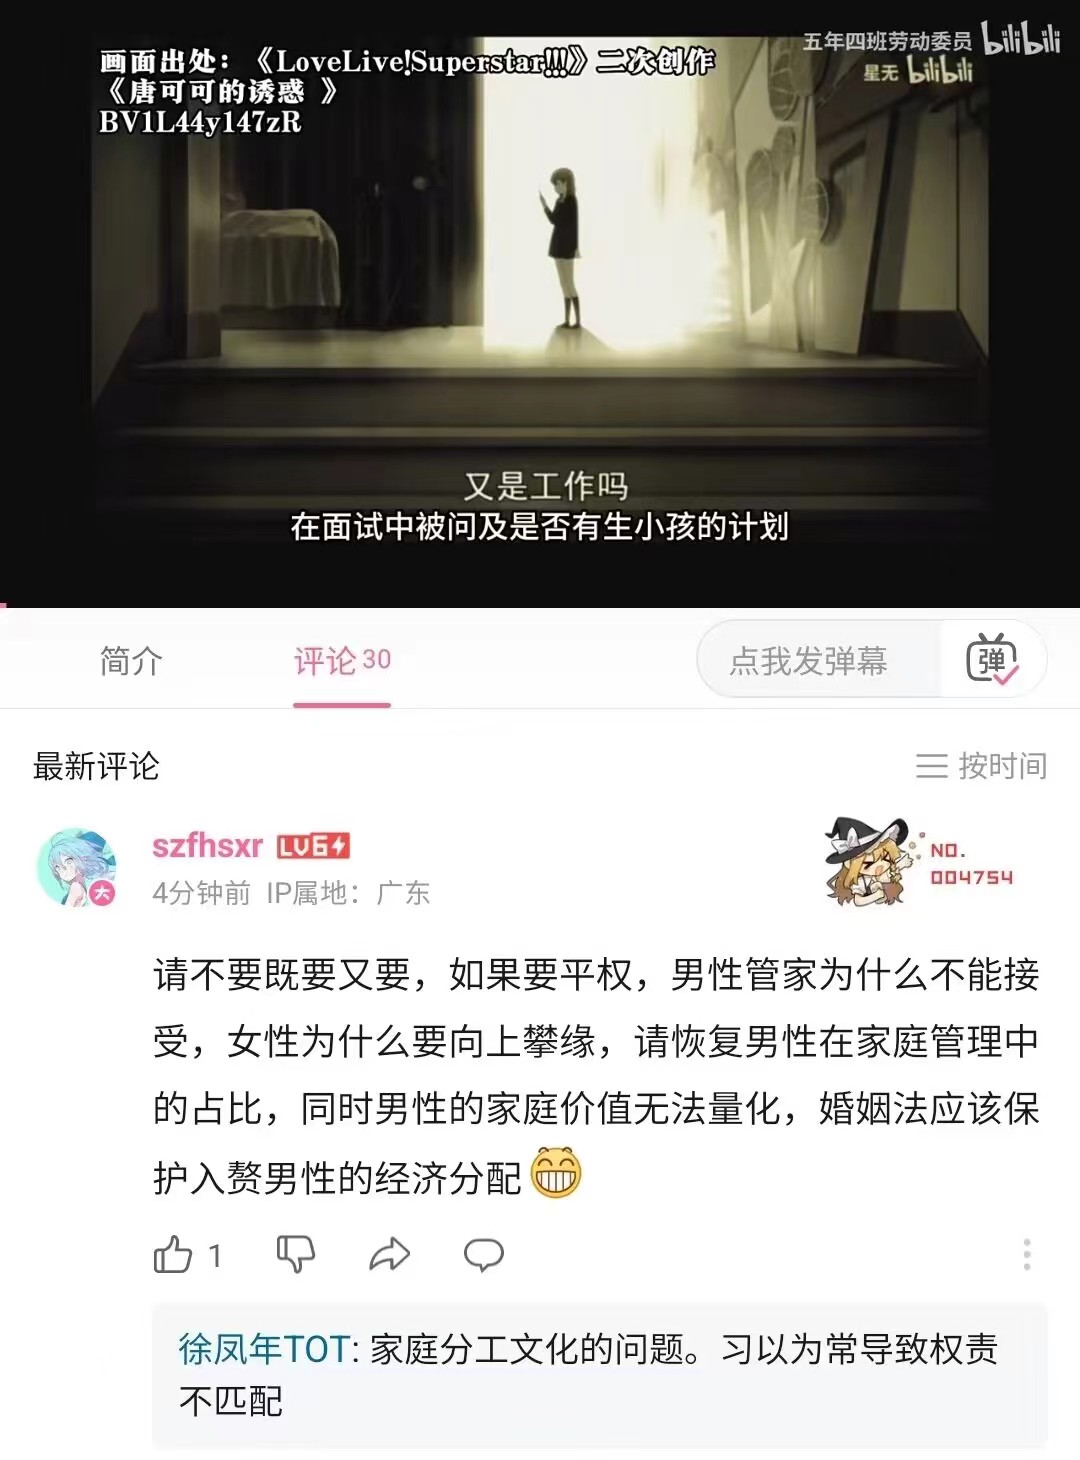 五年四班劳动委员 bilibili
画面出处：《LoveLive!Superstar!!!》二次创作
星无 bilibili
《唐可可的诱惑 》
BV1L44y147zR
又是工作吗
在面试中被问及是否有生小孩的计划
简介
评论 30
点我发弹幕
弹
最新评论
按时间
szfhsxr LV6
大
4分钟前 IP属地：广东
NO.
004754
请不要既要又要，如果要平权，男性管家为什么不能接
受，女性为什么要向上攀缘，请恢复男性在家庭管理中
的占比，同时男性的家庭价值无法量化，婚姻法应该保
护入赘男性的经济分配
1
徐凤年TOT: 家庭分工文化的问题。习以为常导致权责
不匹配